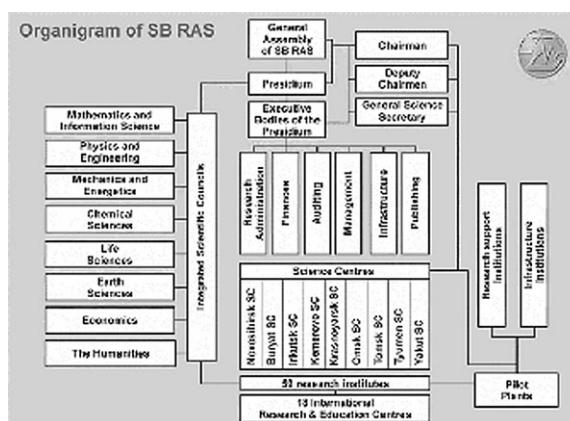 Organigram of SB RAS
General
Assembly
of SB RAS
Chairman
Presidium
Deputy
Chairmen
Executive
Bodies of the
Presidium
General Science
Secretary
Mathematics and
Information Science
Physics and
Engineering
Mechanics and
Energetics
Chemical
Sciences
Life
Sciences
Earth
Sciences
Economics
The Humanities
Integrated Scientific Councils
Research
Administration
Finances
Auditing
Management
Infrastructure
Publishing
Science Centres
Novosibirsk SC
Buryat SC
Irkutsk SC
Kemerovo SC
Krasnoyarsk SC
Omsk SC
Tomsk SC
Tyumen SC
Yakut SC
Research support
Institutions
Infrastructure
Institutions
research institutes
18 International
Research & Education Centres
Pilot
Plants